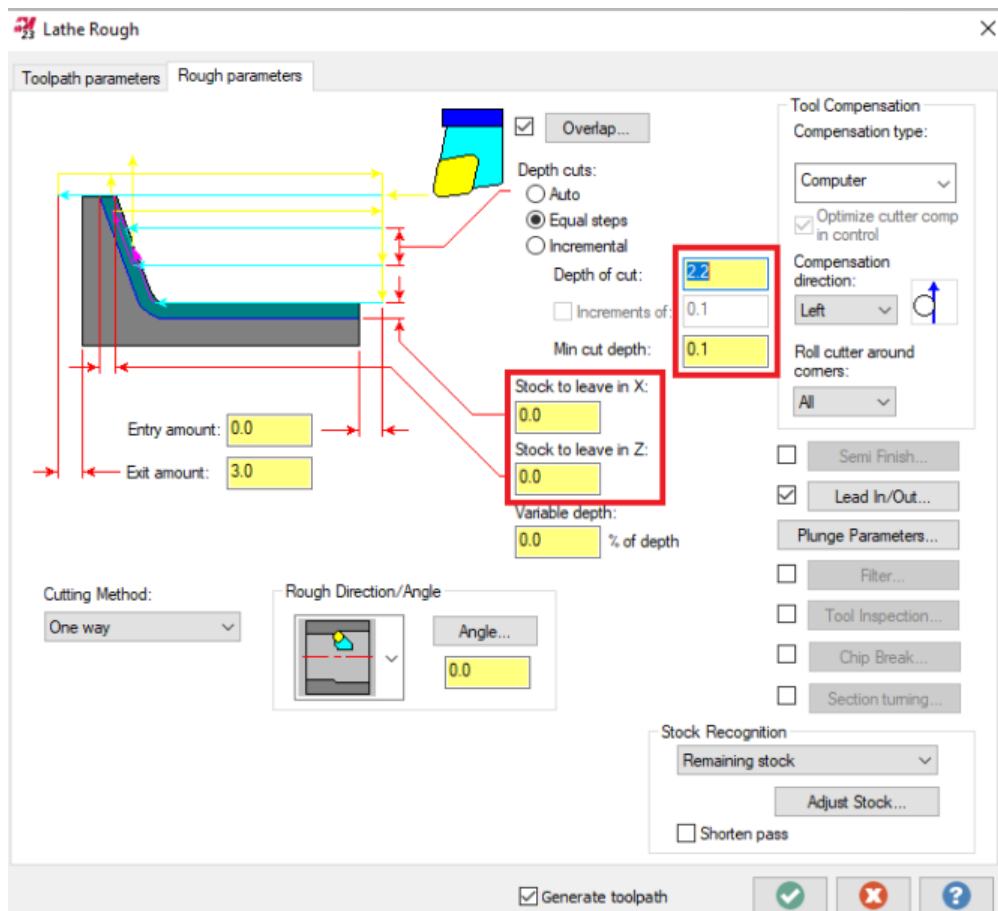 23 Lathe Rough
Toolpath parameters
Rough parameters
Overlap...
Depth cuts:
Auto
Equal steps
Incremental
Depth of cut:
2.2
Increments of:
0.1
Min cut depth:
0.1
Stock to leave in X:
0.0
Stock to leave in Z:
0.0
Variable depth:
0.0
% of depth
Entry amount:
0.0
Exit amount:
3.0
Cutting Method:
One way
Rough Direction/Angle
Angle...
0.0
Tool Compensation
Compensation type:
Computer
Optimize cutter comp
in control
Compensation
direction:
Left
Roll cutter around
corners:
All
Semi Finish...
Lead In/Out...
Plunge Parameters...
Filter...
Tool Inspection...
Chip Break...
Section turning...
Stock Recognition
Remaining stock
Adjust Stock...
Shorten pass
Generate toolpath
?